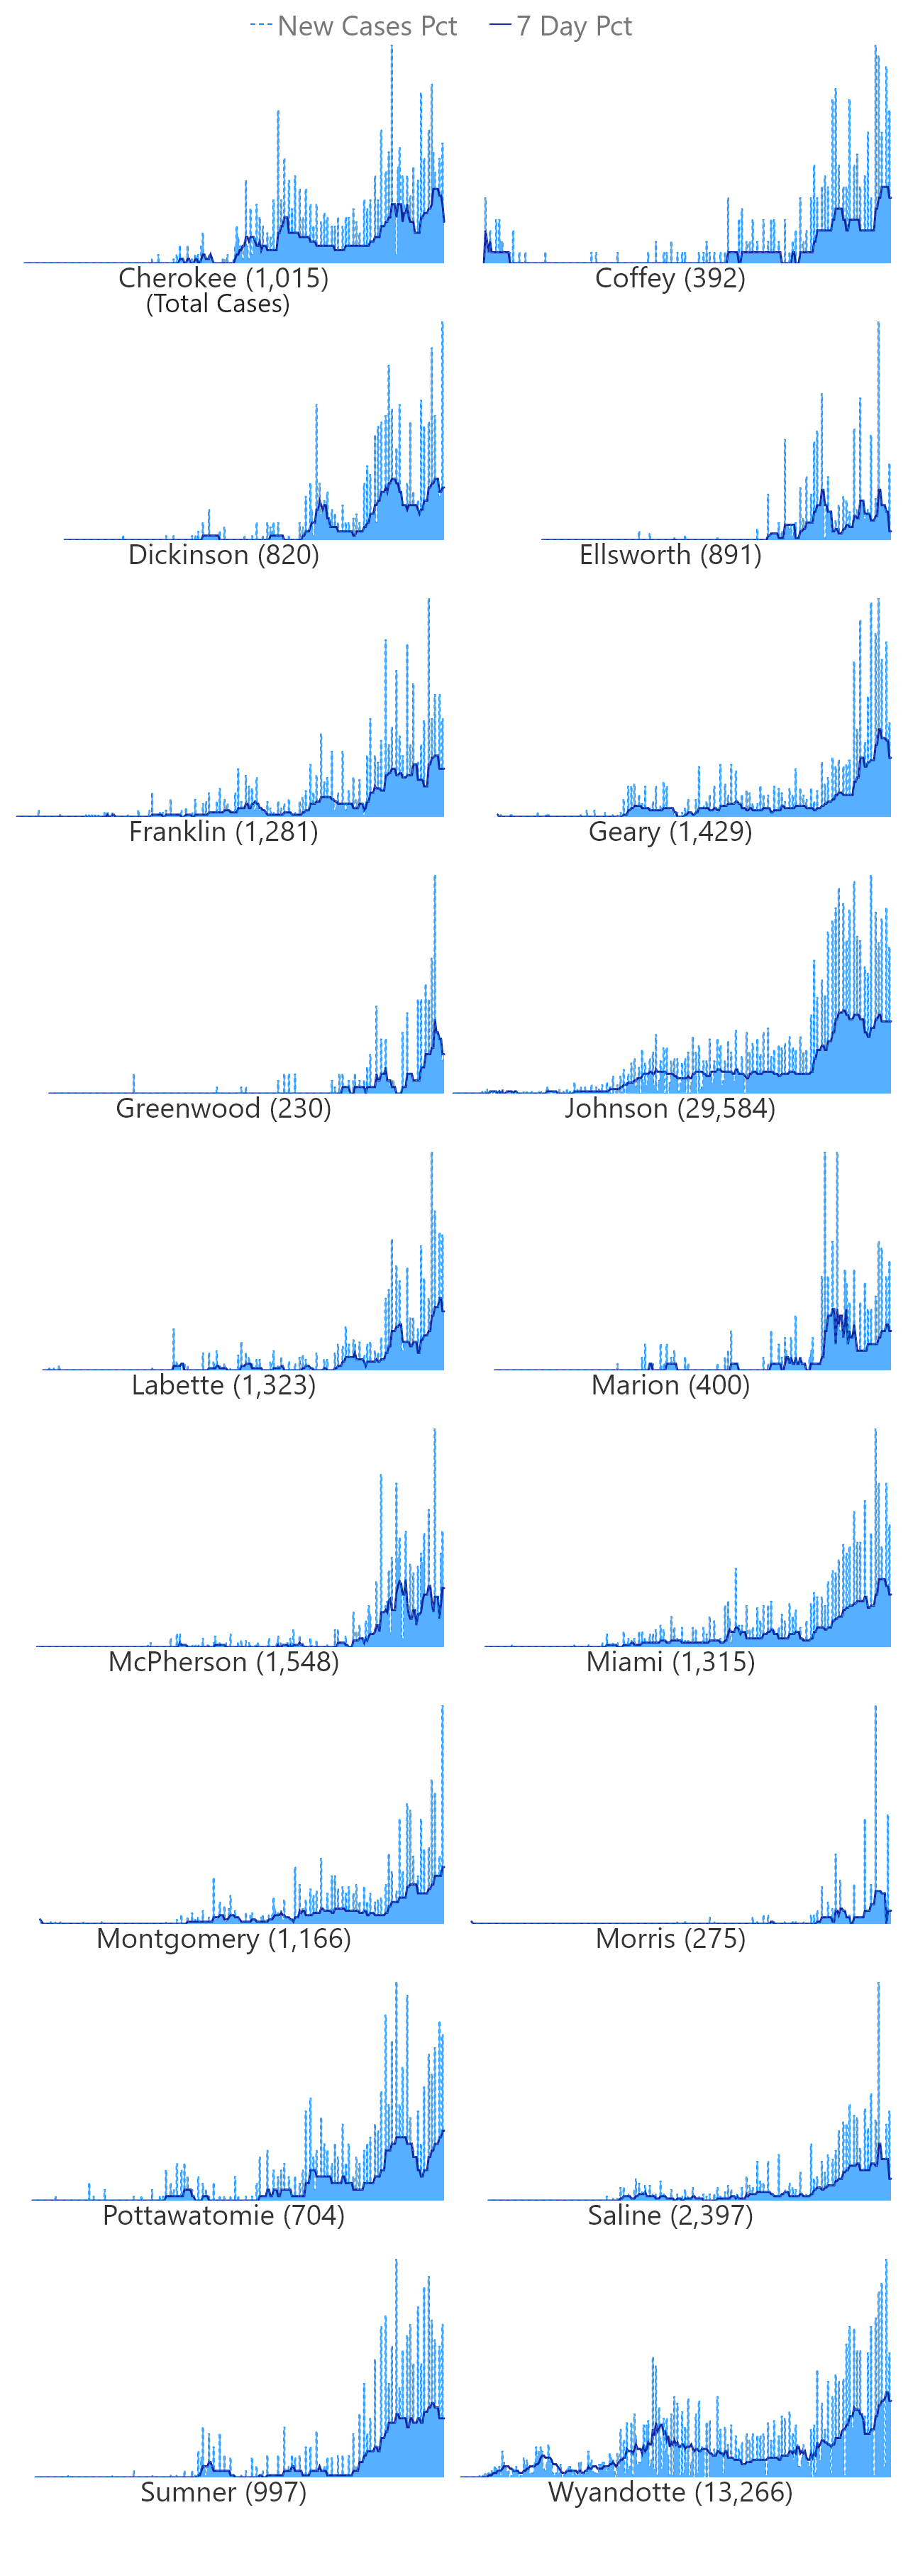 New Cases Pct 7 Day Pct
Cherokee (1,015) Coffey (392)
(Total Cases)
Dickinson (820) Ellsworth (891)
Franklin (1,281) Geary (1,429)
Greenwood (230) Johnson (29,584)
Labette (1,323) Marion (400)
McPherson (1,548) Miami (1,315)
Montgomery (1,166) Morris (275)
Pottawatomie (704) Saline (2,397)
Sumner (997) Wyandotte (13,266)